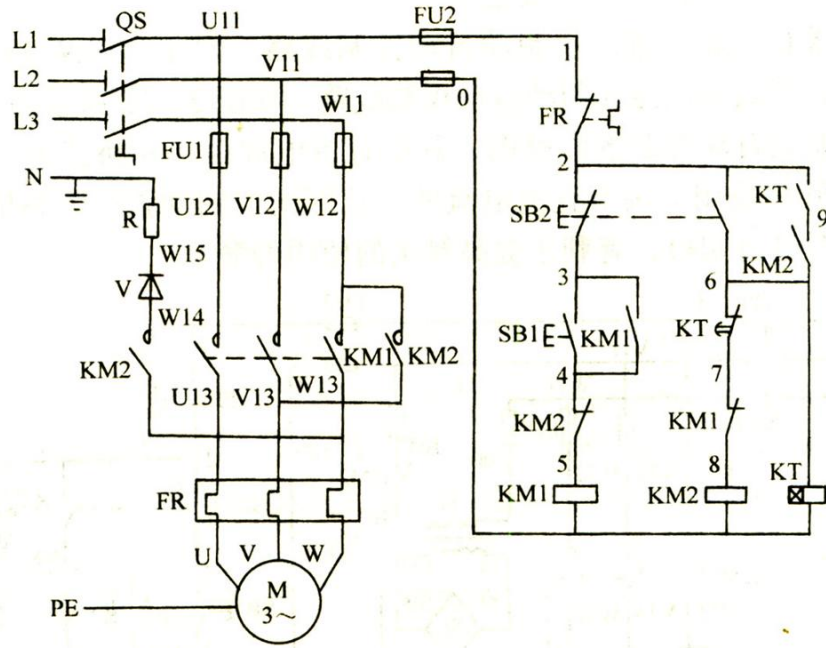 QS U11 FU2
L1 1
L2 V11 0
L3 W11 FR
FU1
N 2
U12 V12 W12 KT
R SB2 9
W15 KM2
V 3 6
W14
SB1 KM1 KT
KM2 KM1 KM2
W13 4 7
U13 V13
KM2 KM1
5 8
FR KM1 KM2 KT
U V W
M
PE 3~